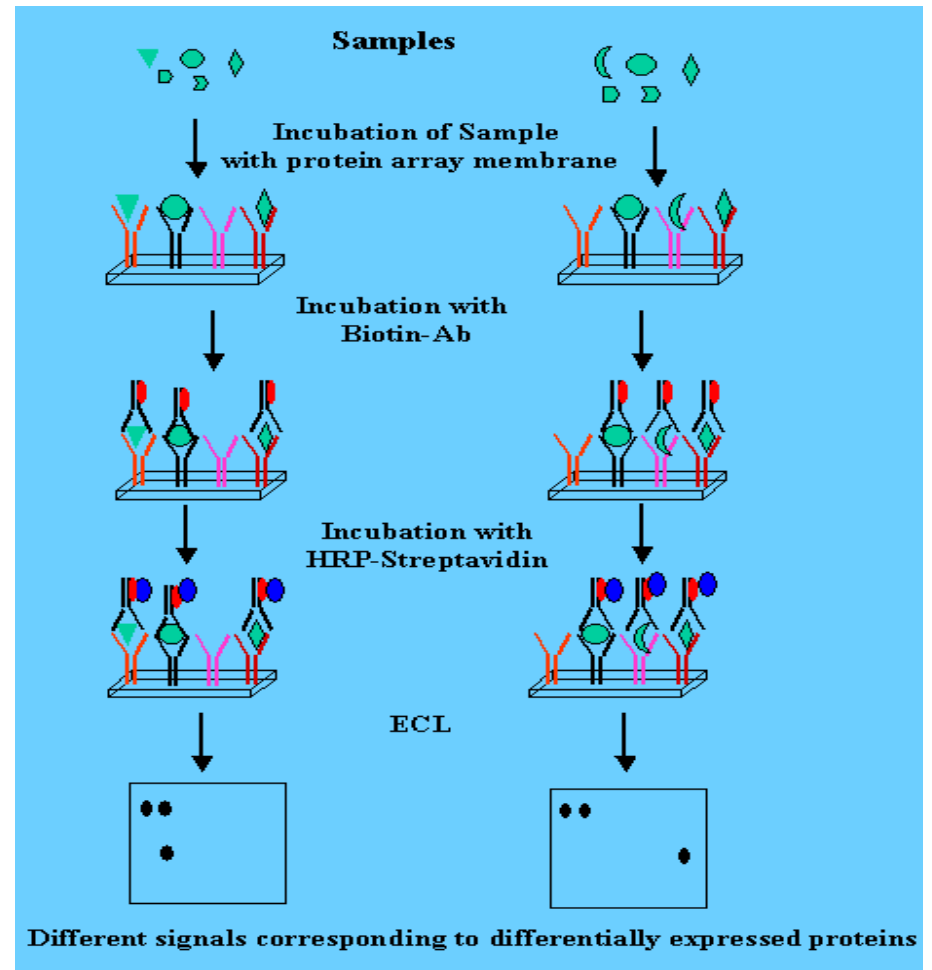 Samples
Incubation of Sample
with protein array membrane
Incubation with
Biotin-Ab
Incubation with
HRP-Streptavidin
ECL
Different signals corresponding to differentially expressed proteins